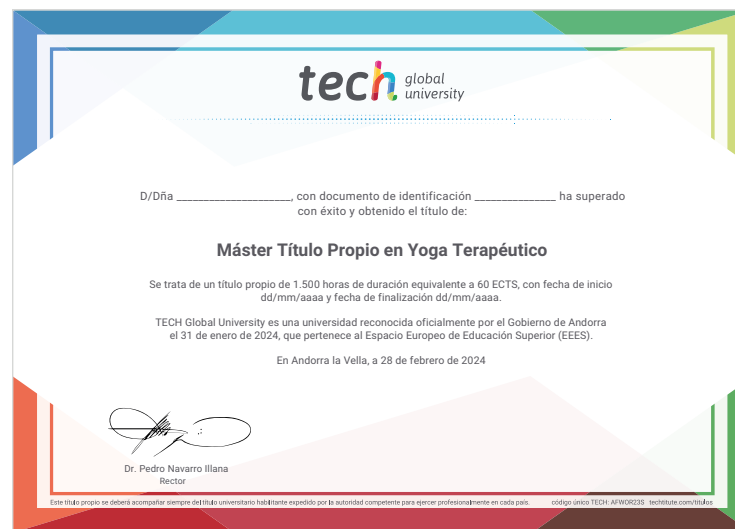 tech global university
D/Dña _____________________, con documento de identificación _______________ ha superado
con éxito y obtenido el título de:
Máster Título Propio en Yoga Terapéutico
Se trata de un título propio de 1.500 horas de duración equivalente a 60 ECTS, con fecha de inicio
dd/mm/aaaa y fecha de finalización dd/mm/aaaa.
TECH Global University es una universidad reconocida oficialmente por el Gobierno de Andorra
el 31 de enero de 2024, que pertenece al Espacio Europeo de Educación Superior (EEES).
En Andorra la Vella, a 28 de febrero de 2024
Dr. Pedro Navarro Illana
Rector
Este título propio se deberá acompañar siempre del título universitario habilitante expedido por la autoridad competente para ejercer profesionalmente en cada país. código único TECH: AFWOR23S techtitute.com/titulos